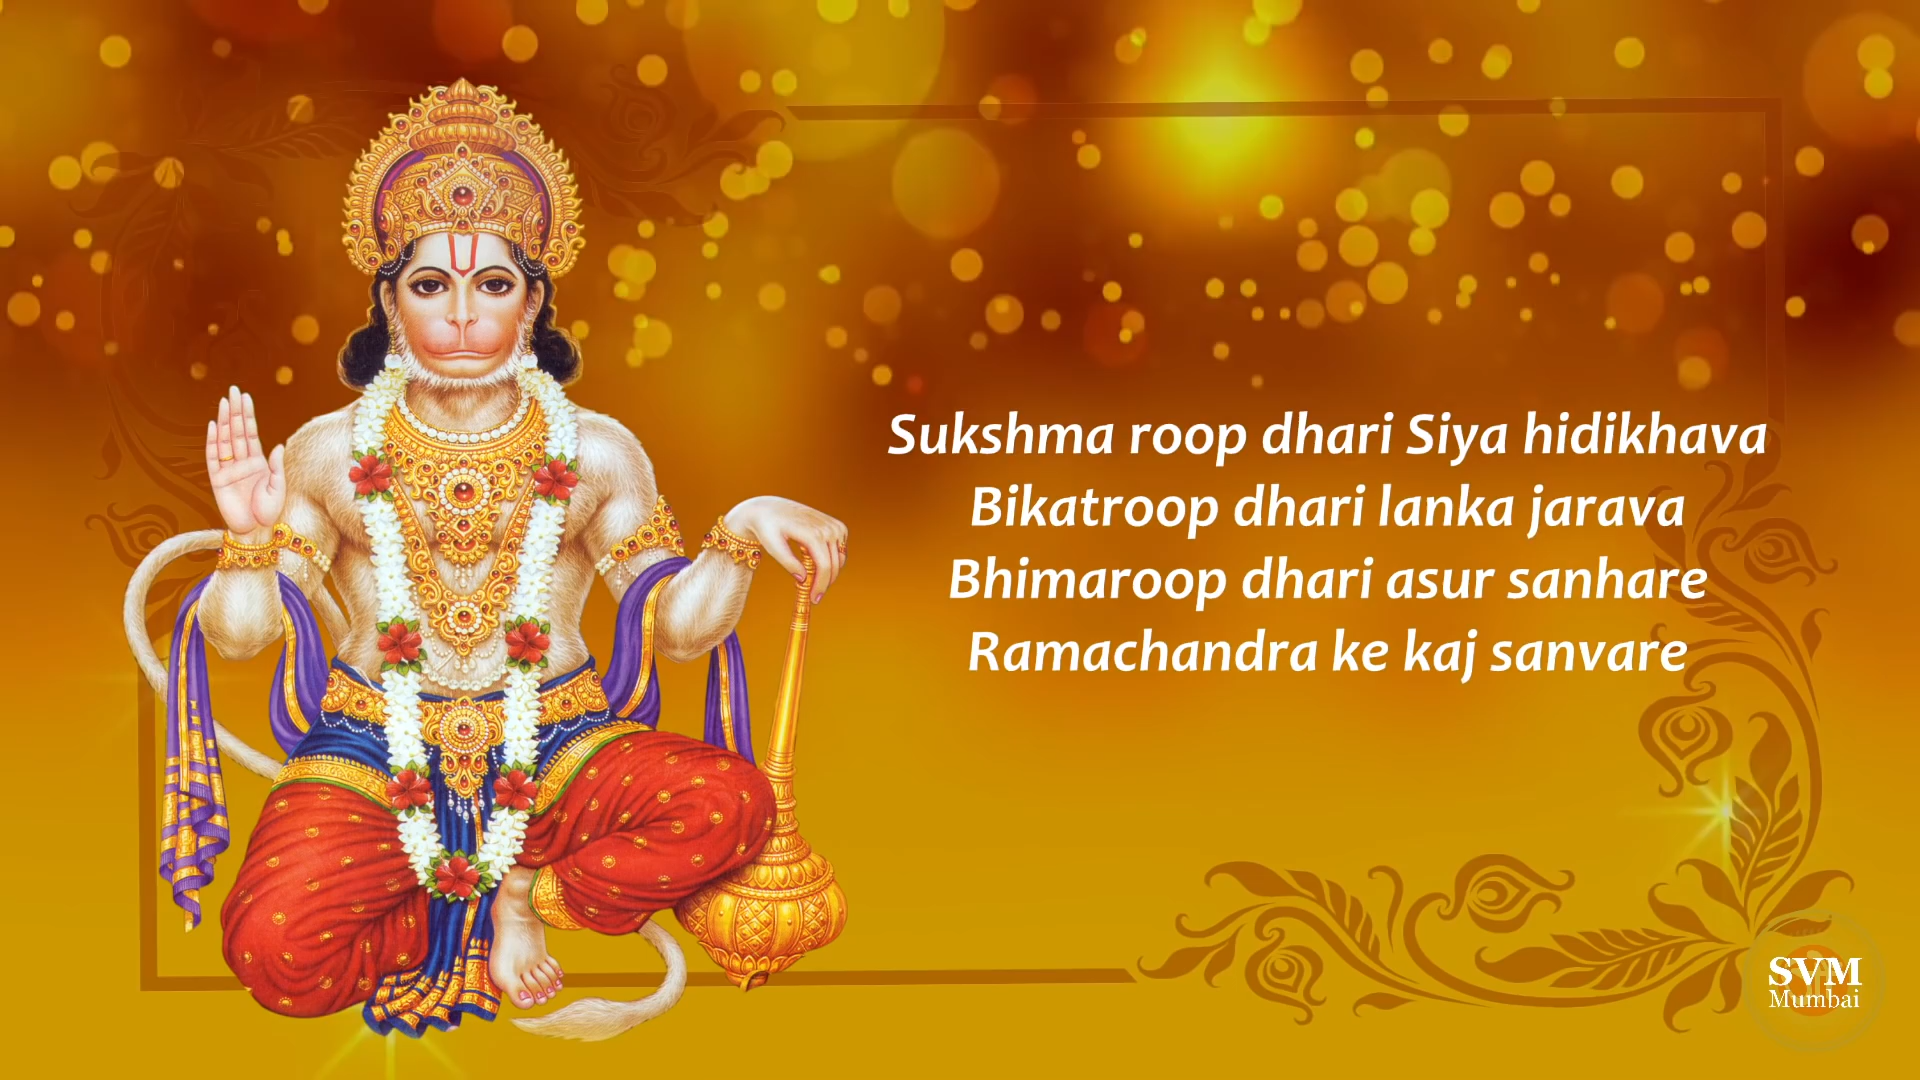 Sukshma roop dhari Siya hidikhava
Bikatroop dhari lanka jarava
Bhimaroop dhari asur sanhare
Ramachandra ke kaj sanvare
SVM
Mumbai